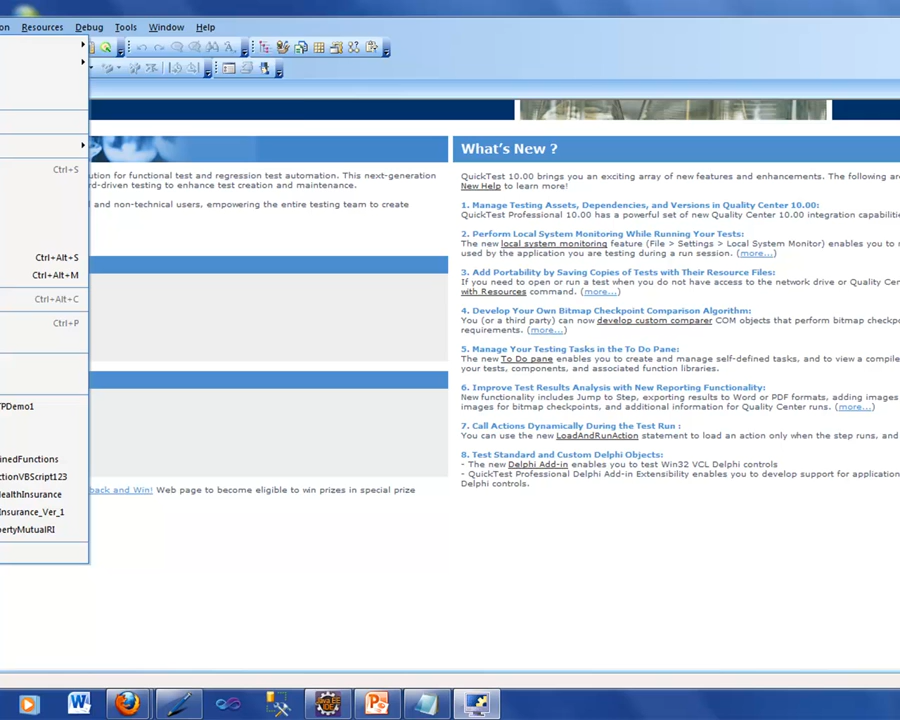 on Resources Debug Tools Window Help
Ctrl+S
Ctrl+Alt+S
Ctrl+Alt+M
Ctrl+Alt+C
Ctrl+P
TPDemo1
inedFunctions
ctionVBScript123
HealthInsurance
Insurance_Ver_1
pertyMutualRI
ution for functional test and regression test automation. This next-generation
rd-driven testing to enhance test creation and maintenance.
l and non-technical users, empowering the entire testing team to create
back and Win! Web page to become eligible to win prizes in special prize
What's New ?
QuickTest 10.00 brings you an exciting array of new features and enhancements. The following are
New Help to learn more!
1. Manage Testing Assets, Dependencies, and Versions in Quality Center 10.00:
QuickTest Professional 10.00 has a powerful set of new Quality Center 10.00 integration capabilitie
2. Perform Local System Monitoring While Running Your Tests:
The new local system monitoring feature (File > Settings > Local System Monitor) enables you to
used by the application you are testing during a run session. (more...)
3. Add Portability by Saving Copies of Tests with Their Resource Files:
If you need to open or run a test when you do not have access to the network drive or Quality Cen
with Resources command. (more...)
4. Develop Your Own Bitmap Checkpoint Comparison Algorithm:
You (or a third party) can now develop custom comparer COM objects that perform bitmap checkpo
requirements. (more...)
5. Manage Your Testing Tasks in the To Do Pane:
The new To Do pane enables you to create and manage self-defined tasks, and to view a compile
your tests, components, and associated function libraries.
6. Improve Test Results Analysis with New Reporting Functionality:
New functionality includes Jump to Step, exporting results to Word or PDF formats, adding images
images for bitmap checkpoints, and additional information for Quality Center runs. (more...)
7. Call Actions Dynamically During the Test Run :
You can use the new LoadAndRunAction statement to load an action only when the step runs, and
8. Test Standard and Custom Delphi Objects:
- The new Delphi Add-in enables you to test Win32 VCL Delphi controls
- QuickTest Professional Delphi Add-in Extensibility enables you to develop support for application
Delphi controls.